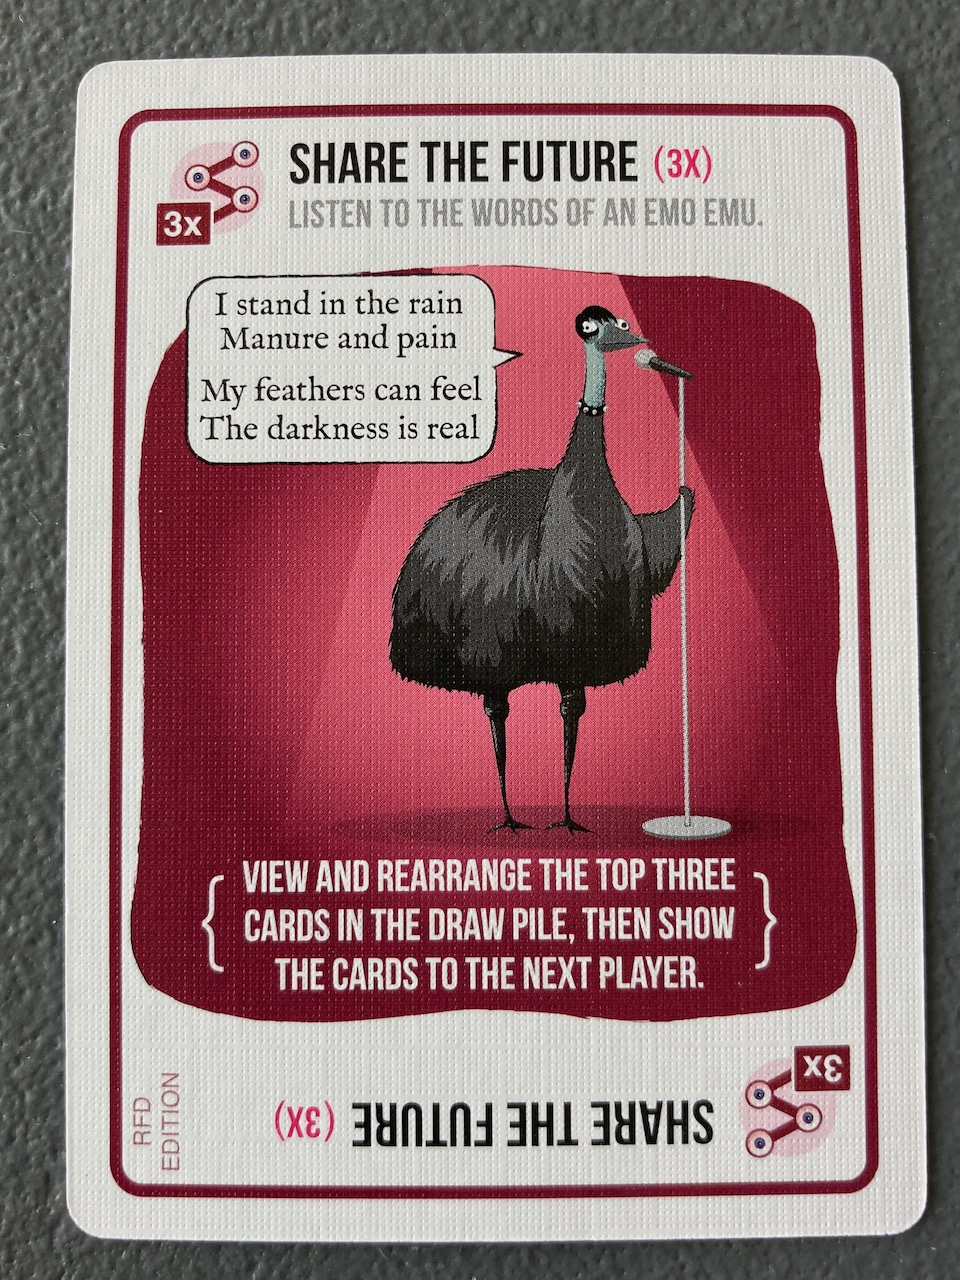 3x
SHARE THE FUTURE (3X)
LISTEN TO THE WORDS OF AN EMO EMU.
I stand in the rain
Manure and pain
My feathers can feel
The darkness is real
VIEW AND REARRANGE THE TOP THREE
CARDS IN THE DRAW PILE, THEN SHOW
THE CARDS TO THE NEXT PLAYER.
RFD
EDITION
SHARE THE FUTURE (3X)
3x